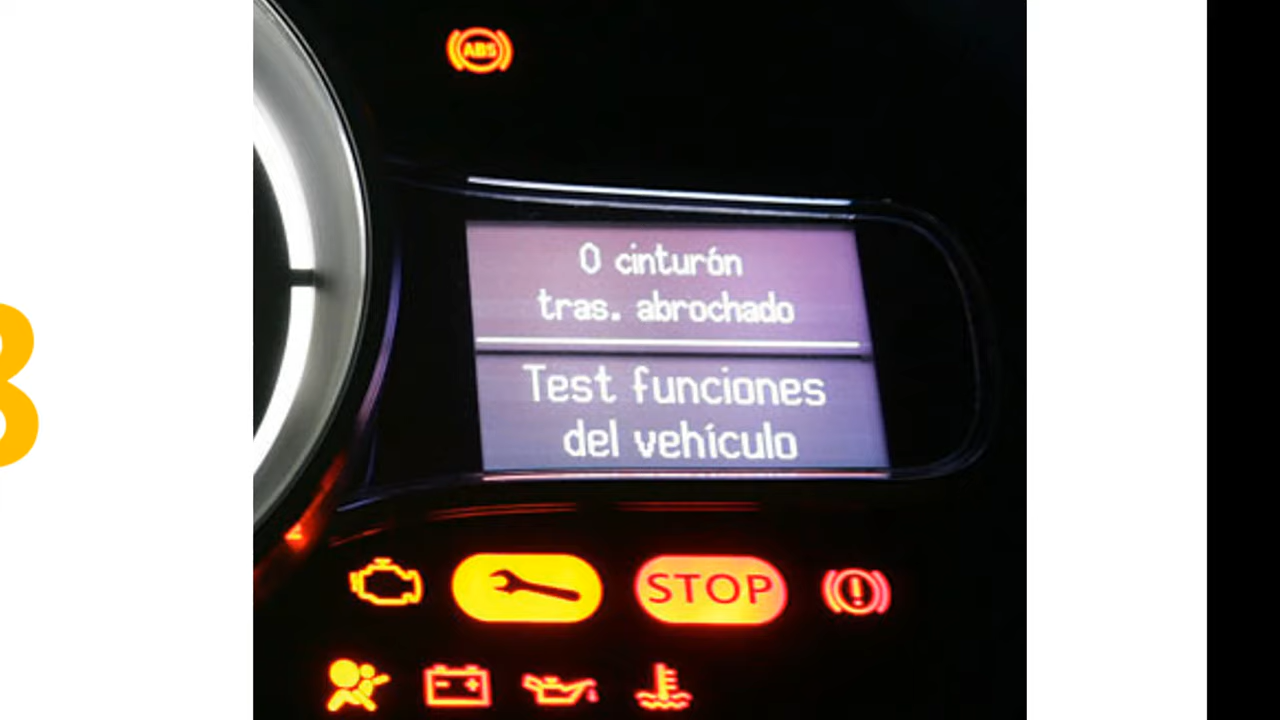 ABS
0 cinturón
tras. abrochado
Test funciones
del vehículo
STOP